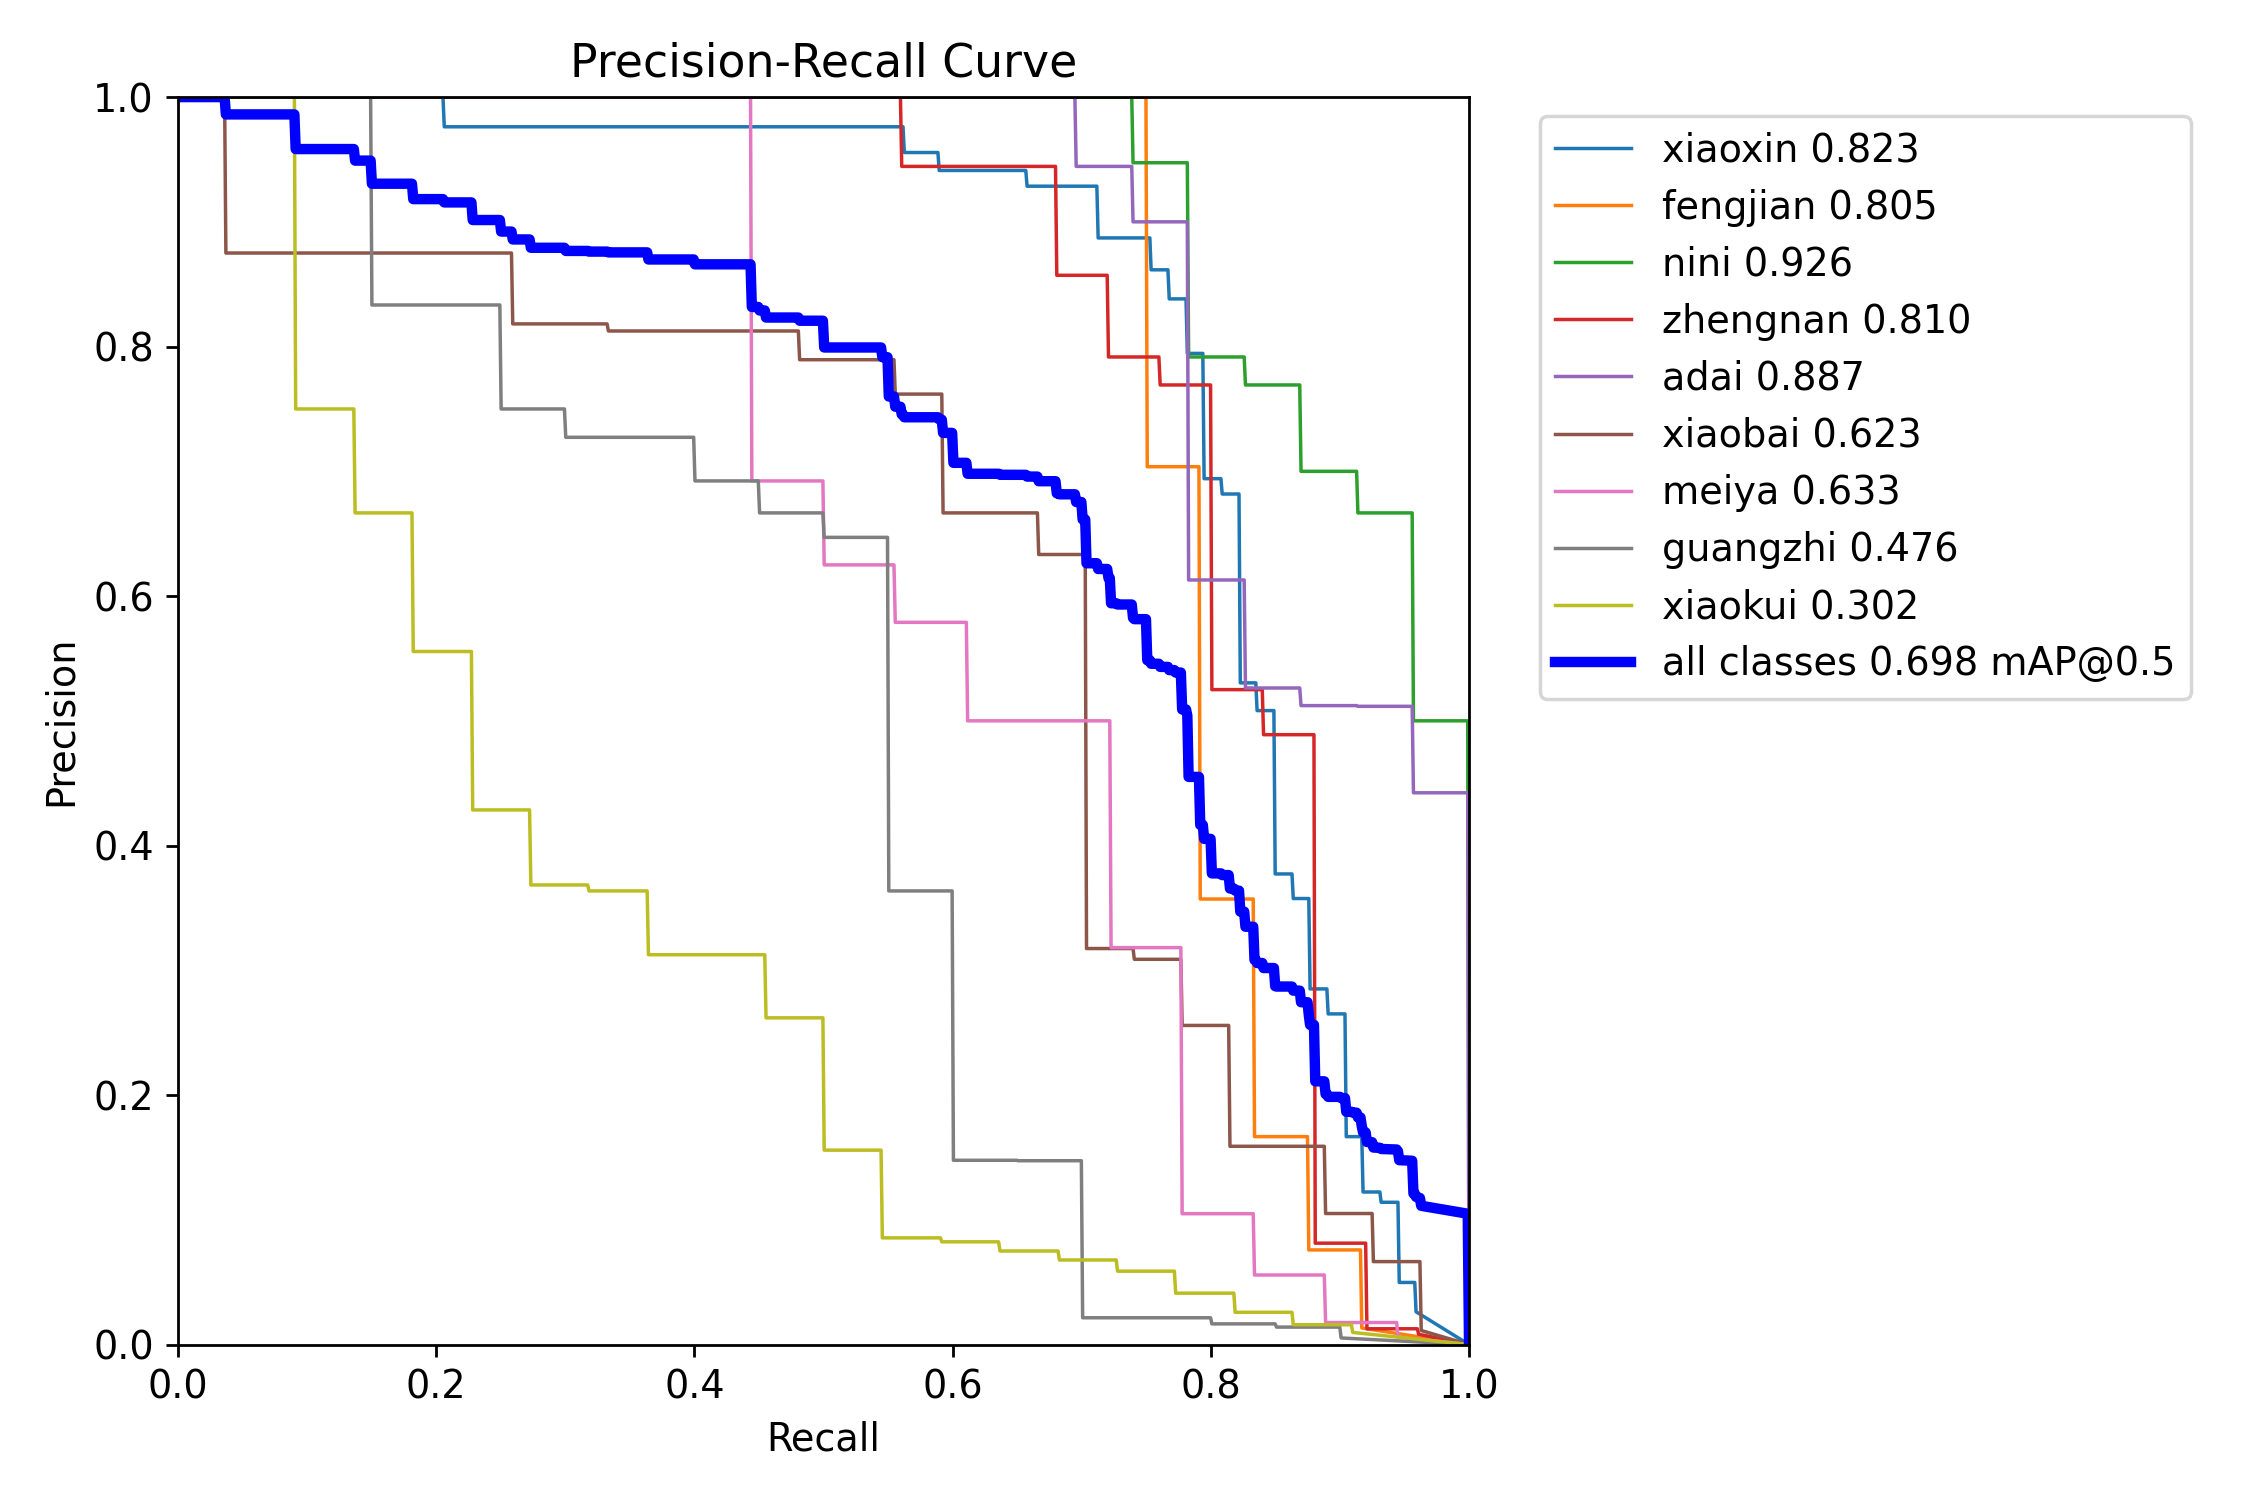 Precision-Recall Curve
1.0
0.8
0.6
0.4
0.2
0.0
Precision
0.0 0.2 0.4 0.6 0.8 1.0
Recall
xiaoxin 0.823
fengjian 0.805
nini 0.926
zhengnan 0.810
adai 0.887
xiaobai 0.623
meiya 0.633
guangzhi 0.476
xiaokui 0.302
all classes 0.698 mAP@0.5